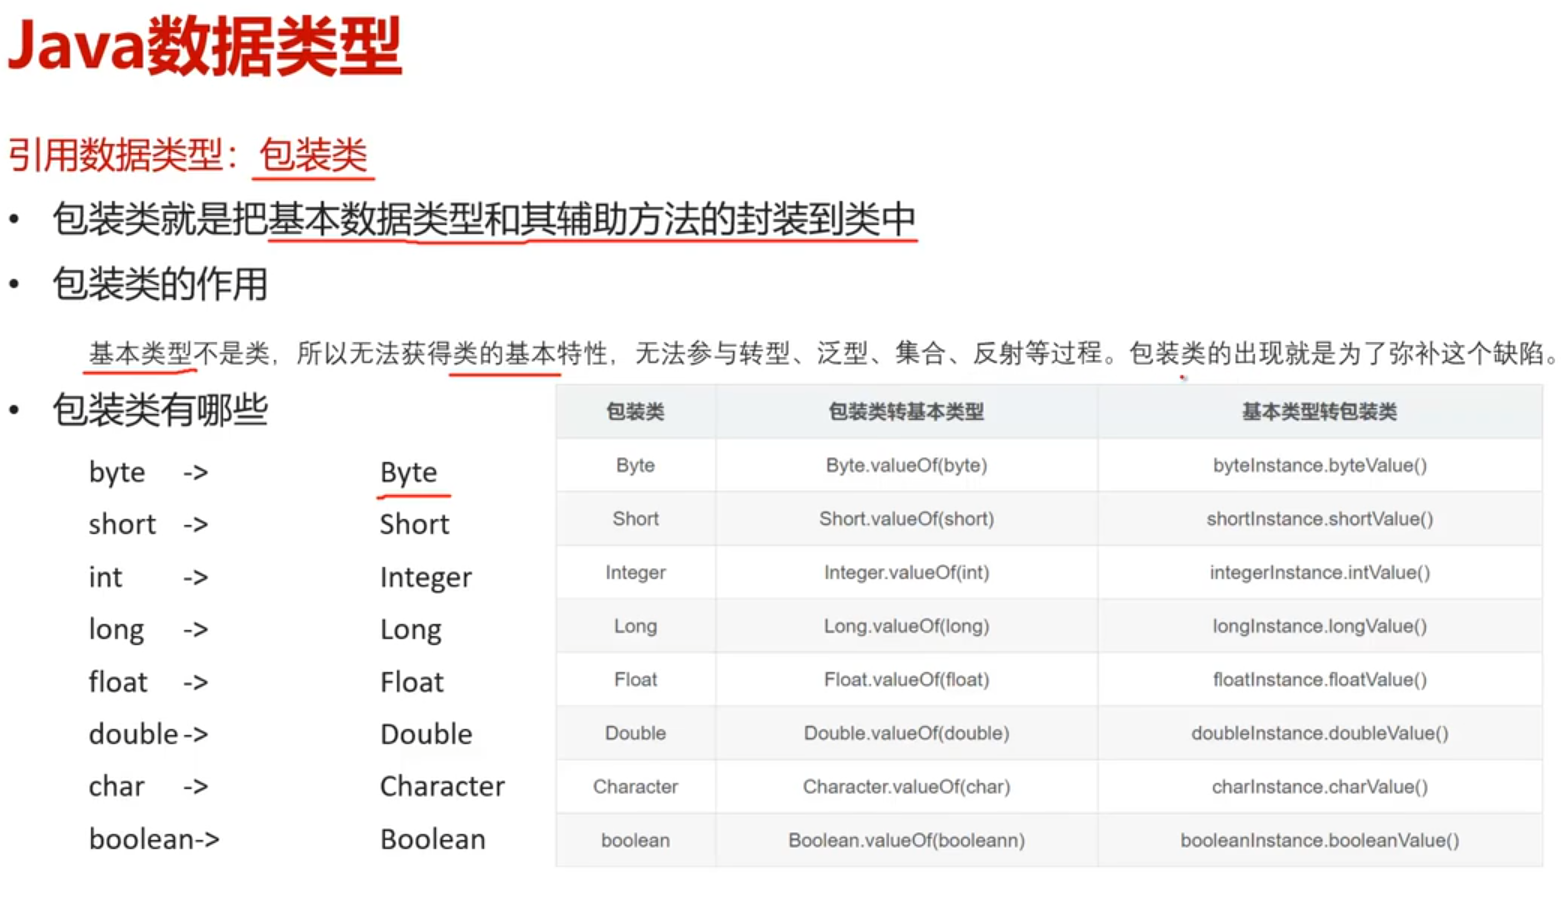 Java数据类型
引用数据类型：包装类
• 包装类就是把基本数据类型和其辅助方法的封装到类中
• 包装类的作用
基本类型不是类，所以无法获得类的基本特性，无法参与转型、泛型、集合、反射等过程。包装类的出现就是为了弥补这个缺陷。
• 包装类有哪些
byte -> Byte
short -> Short
int -> Integer
long -> Long
float -> Float
double -> Double
char -> Character
boolean-> Boolean
包装类 包装类转基本类型 基本类型转包装类
Byte Byte.valueOf(byte) byteInstance.byteValue()
Short Short.valueOf(short) shortInstance.shortValue()
Integer Integer.valueOf(int) integerInstance.intValue()
Long Long.valueOf(long) longInstance.longValue()
Float Float.valueOf(float) floatInstance.floatValue()
Double Double.valueOf(double) doubleInstance.doubleValue()
Character Character.valueOf(char) charInstance.charValue()
boolean Boolean.valueOf(booleann) booleanInstance.booleanValue()